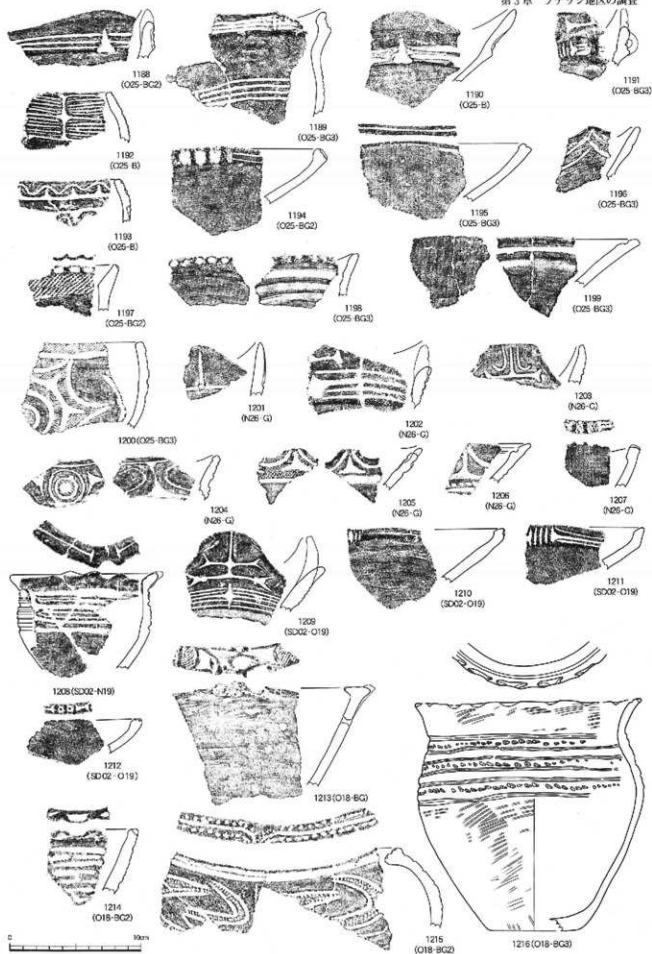 第3章
地区の調査
1188
(O25-BG2)
1189
(O25-BG3)
1190
(O25-B)
1191
(O25-BG3)
1192
(O25-B)
1193
(O25-B)
1194
(O25-BG2)
1195
(O25-BG3)
1196
(O25-BG3)
1197
(O25-BG2)
1198
(O25-BG3)
1199
(O25-BG3)
1200(O25-BG3)
1201
(N26-G)
1202
(N26-G)
1203
(N26-G)
1204
(N26-G)
1205
(N26-G)
1206
(N26-G)
1207
(N26-G)
1208(SD02-N19)
1209
(SD02-O19)
1210
(SD02-O19)
1211
(SD02-O19)
1212
(SD02-O19)
1213(O18-BG)
1214
(O18-BG2)
1215
(O18-BG2)
1216(O18-BG3)
0
10cm